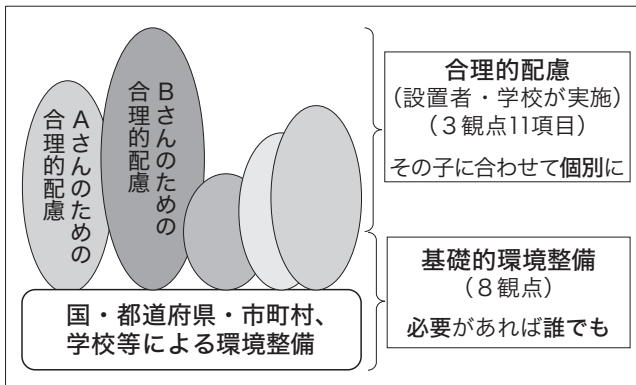 Aさんのための
合理的配慮
Bさんのための
合理的配慮
合理的配慮
(設置者・学校が実施)
(3観点11項目)
その子に合わせて個別に
国・都道府県・市町村、
学校等による環境整備
基礎的環境整備
(8観点)
必要があれば誰でも